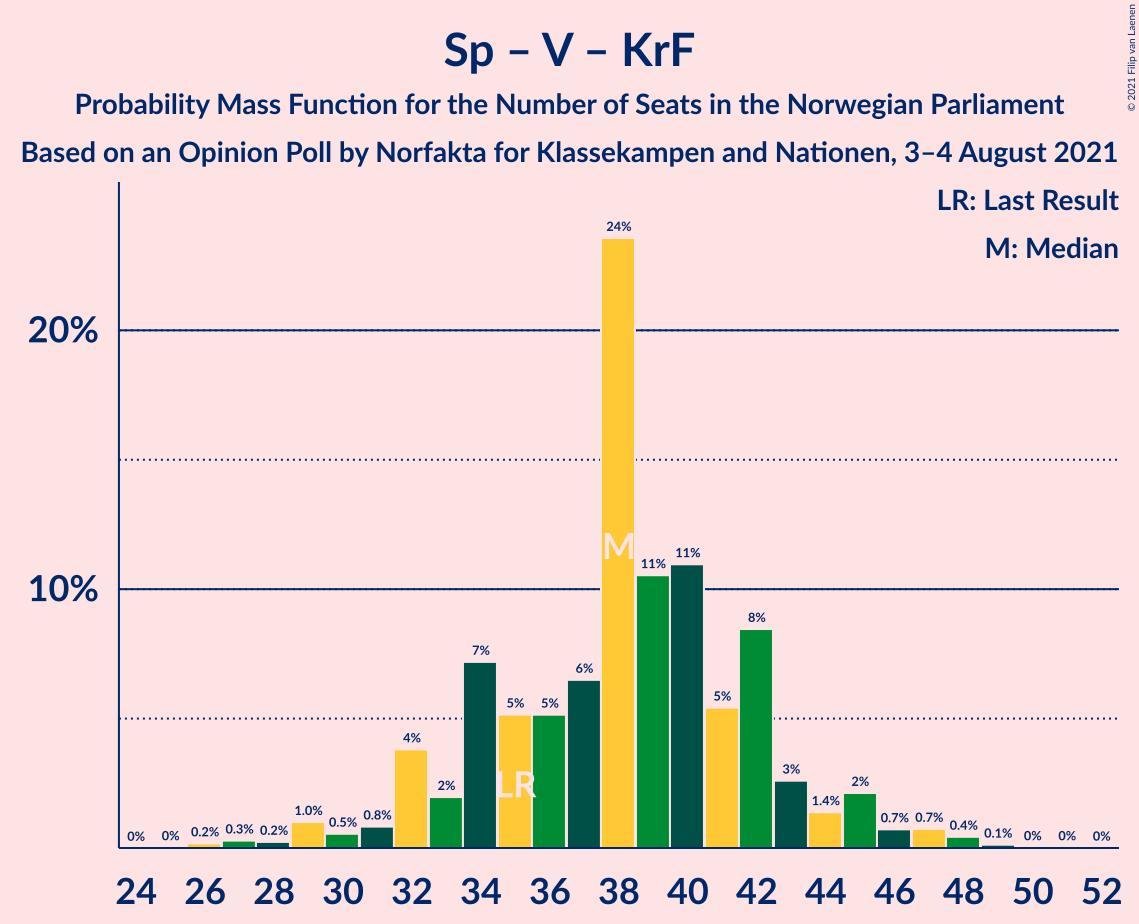 Sp – V – KrF
Probability Mass Function for the Number of Seats in the Norwegian Parliament
Based on an Opinion Poll by Norfakta for Klassekampen and Nationen, 3–4 August 2021
© 2021 Filip van Laenen
LR: Last Result
M: Median
20%
10%
0% 0% 0.2% 0.3% 0.2% 1.0% 0.5% 0.8% 4% 2% 7% 5% 5% 6% 24% 11% 11% 5% 8% 3% 1.4% 2% 0.7% 0.7% 0.4% 0.1% 0% 0% 0%
M
LR
24 26 28 30 32 34 36 38 40 42 44 46 48 50 52